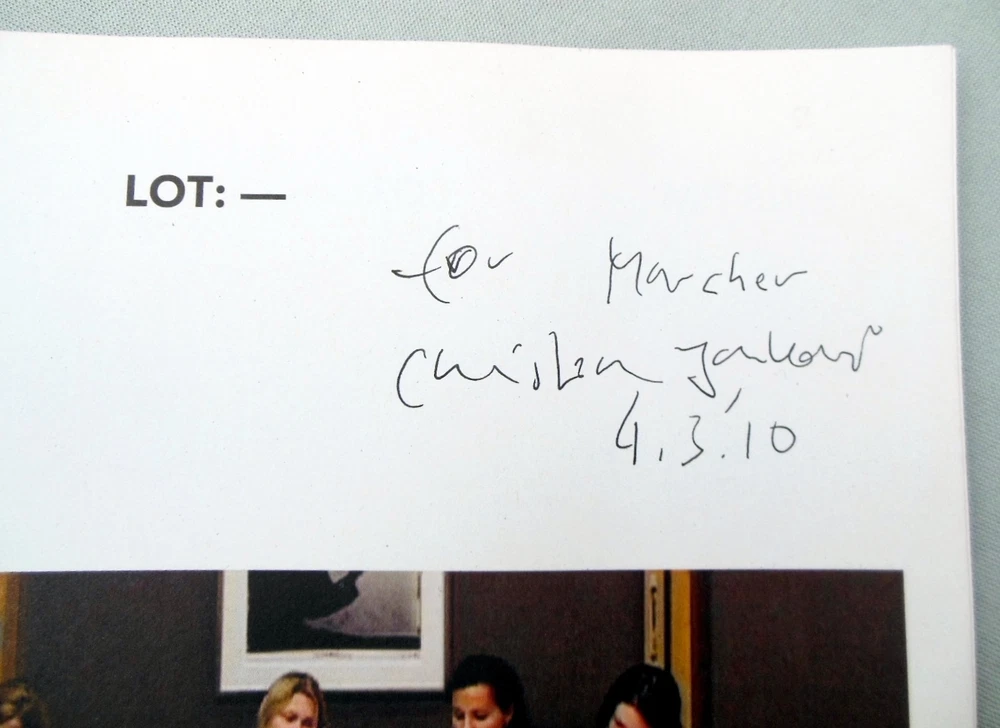 LOT: —
for Marcher
Christian Jankowski
4.3.10